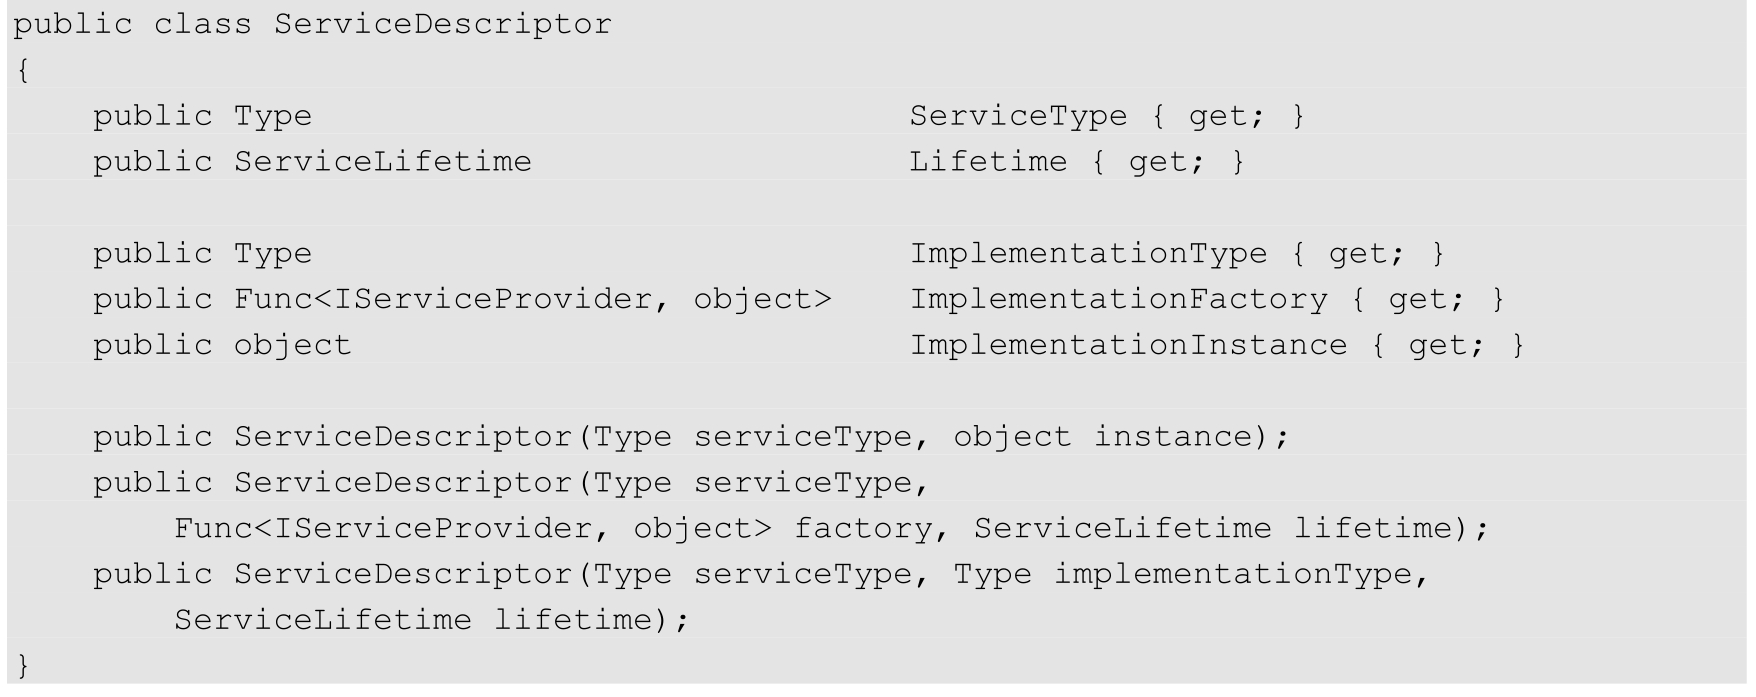 public class ServiceDescriptor
{
    public Type                              ServiceType { get; }
    public ServiceLifetime                   Lifetime { get; }

    public Type                              ImplementationType { get; }
    public Func<IServiceProvider, object>    ImplementationFactory { get; }
    public object                            ImplementationInstance { get; }

    public ServiceDescriptor(Type serviceType, object instance);
    public ServiceDescriptor(Type serviceType,
        Func<IServiceProvider, object> factory, ServiceLifetime lifetime);
    public ServiceDescriptor(Type serviceType, Type implementationType,
        ServiceLifetime lifetime);
}